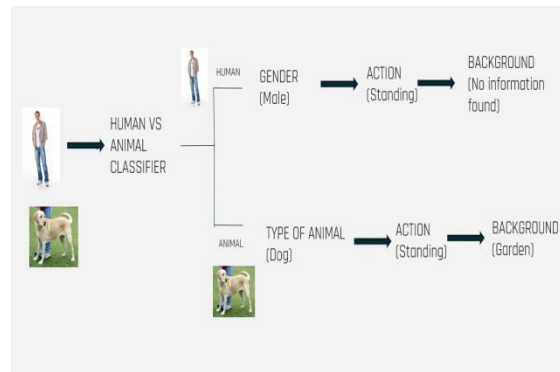 HUMAN VS
ANIMAL
CLASSIFIER
HUMAN
GENDER
(Male)
ACTION
(Standing)
BACKGROUND
(No information
found)
ANIMAL
TYPE OF ANIMAL
(Dog)
ACTION
(Standing)
BACKGROUND
(Garden)